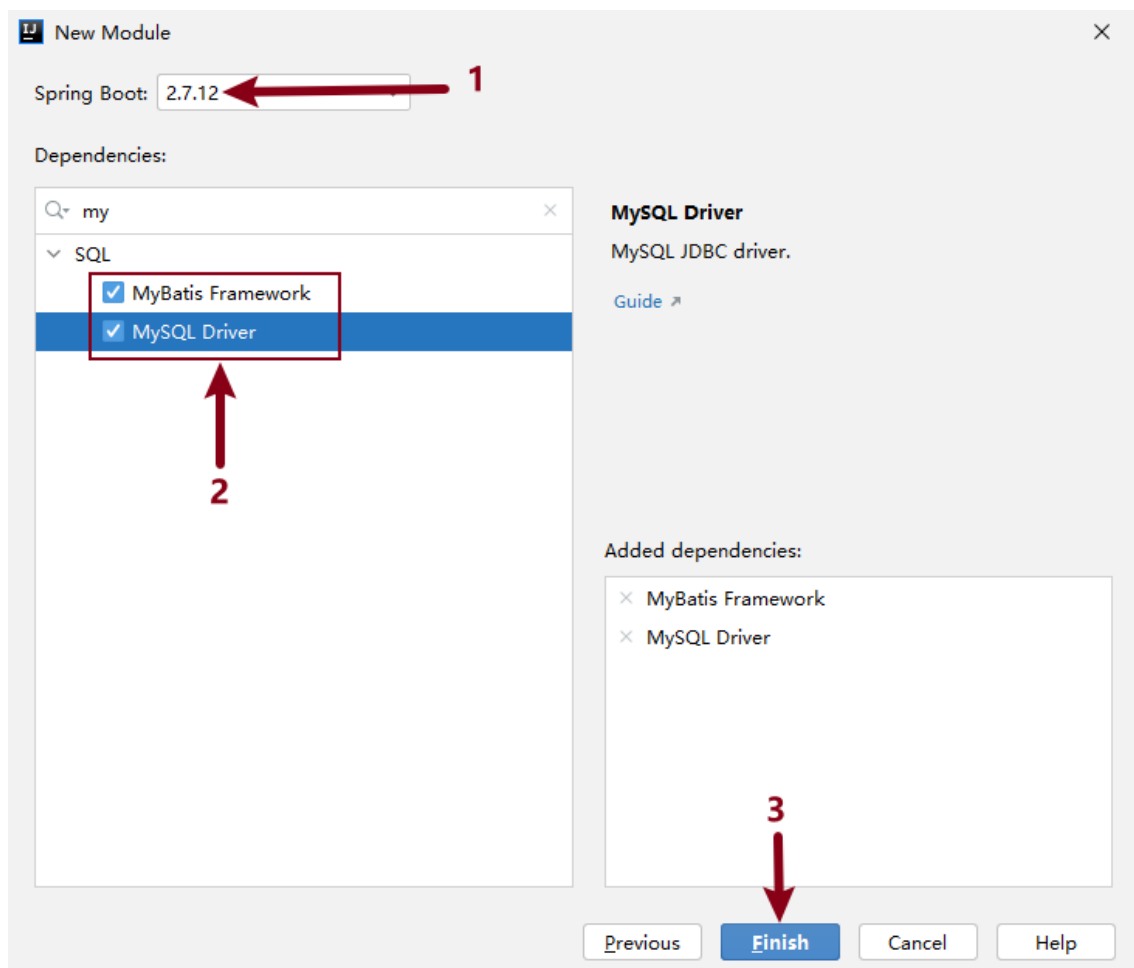 New Module
Spring Boot: 2.7.12
1
Dependencies:
my
SQL
MyBatis Framework
MySQL Driver
2
MySQL Driver
MySQL JDBC driver.
Guide
Added dependencies:
MyBatis Framework
MySQL Driver
3
Previous Finish Cancel Help